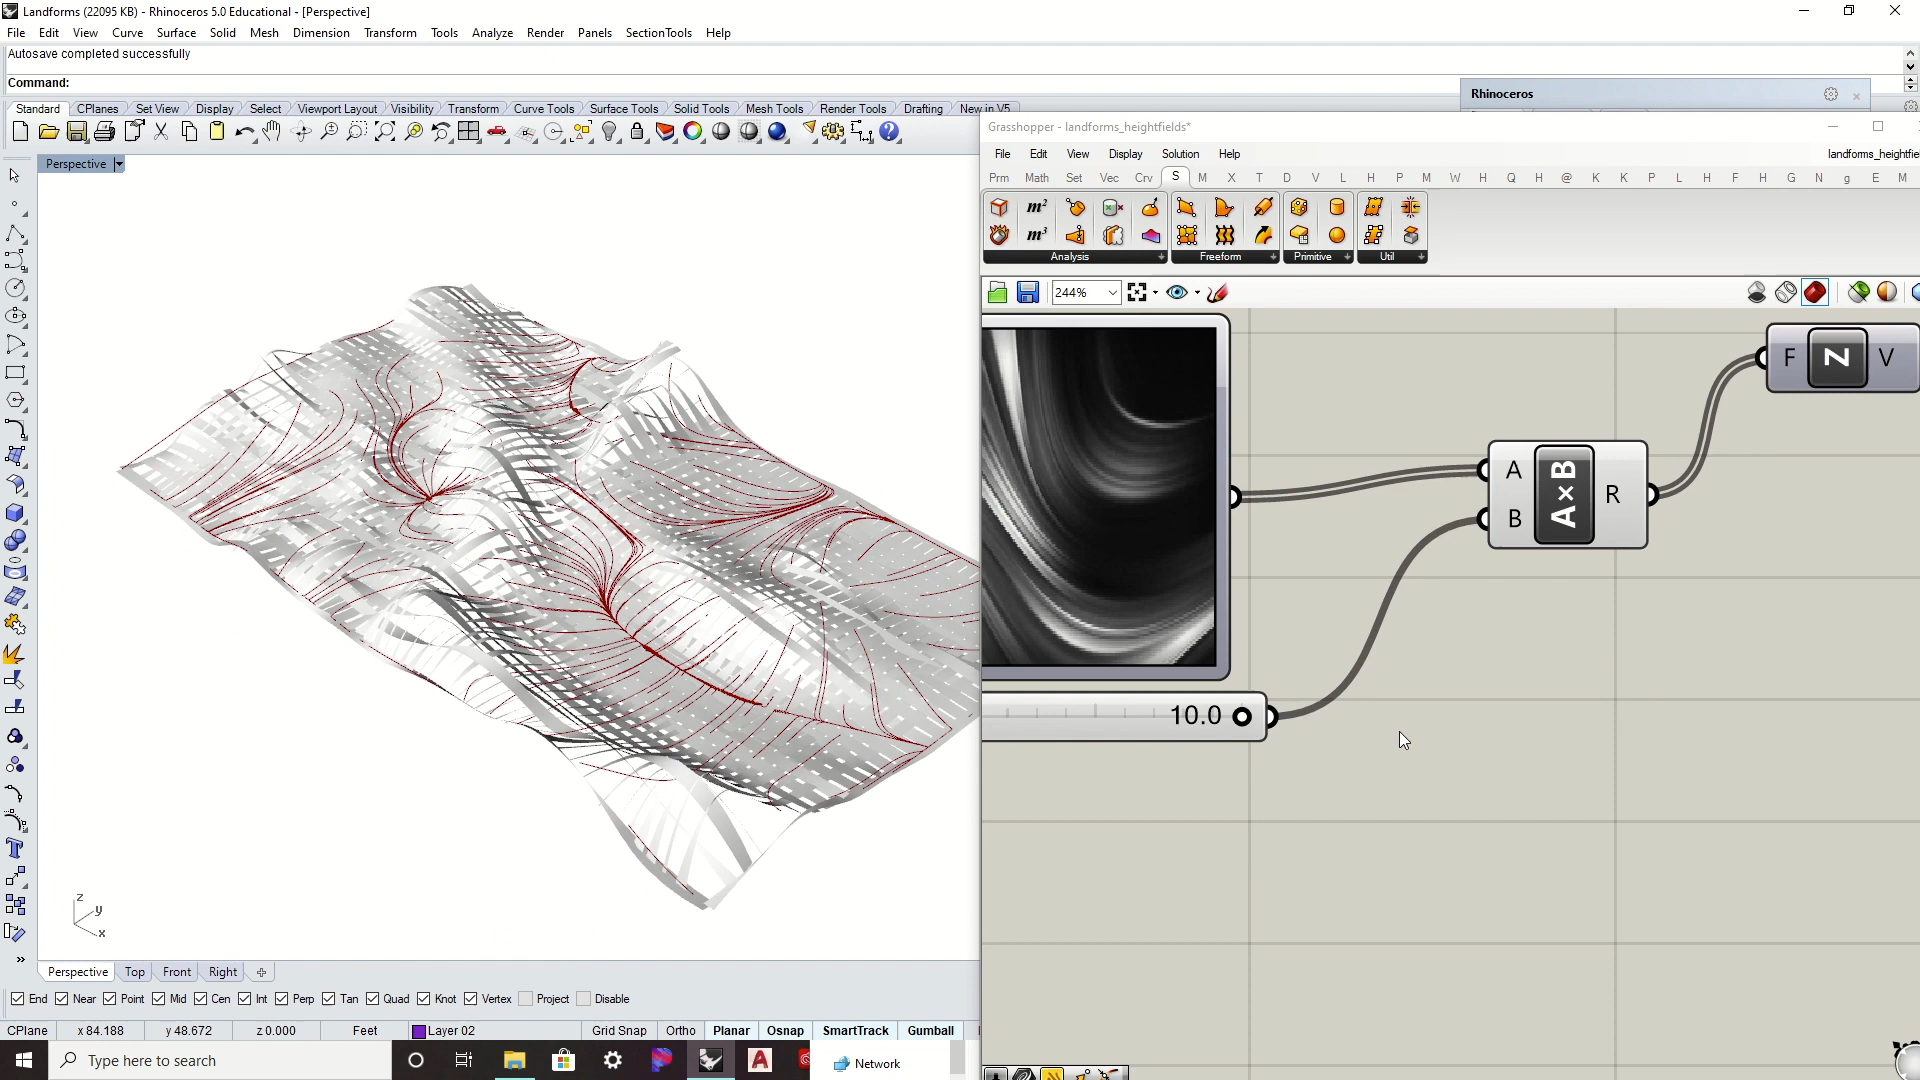 Landforms (22095 KB) - Rhinoceros 5.0 Educational - [Perspective]
File Edit View Curve Surface Solid Mesh Dimension Transform Tools Analyze Render Panels SectionTools Help
Autosave completed successfully
Command:
Rhinoceros
Standard CPlanes Set View Display Select Viewport Layout Visibility Transform Curve Tools Surface Tools Solid Tools Mesh Tools Render Tools Drafting New in V5
Perspective
Grasshopper - landforms_heightfields*
File Edit View Display Solution Help
landforms_heightfie
Prm Math Set Vec Crv S M X T D V L H P M W H Q H @ K K P L H F H G N g E M
m²
m³
Analysis Freeform Primitive Util
244%
F Z V
A
B
A×B
R
10.0
z
y
x
Perspective Top Front Right
End Near Point Mid Cen Int Perp Tan Quad Knot Vertex Project Disable
CPlane x 84.188 y 48.672 z 0.000 Feet Layer 02 Grid Snap Ortho Planar Osnap SmartTrack Gumball
Type here to search
Network